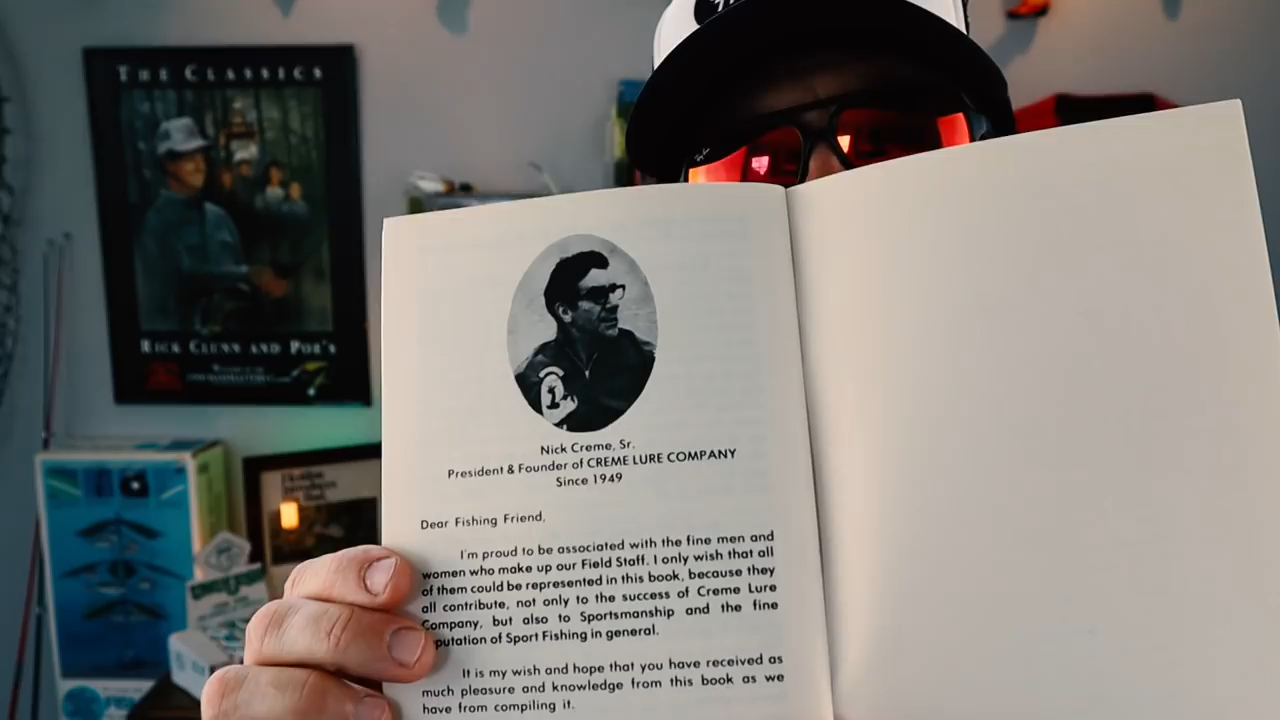 THE CLASSICS
RICK CLUNN AND POE'S
Nick Creme, Sr.
President & Founder of CREME LURE COMPANY
Since 1949
Dear Fishing Friend,
I'm proud to be associated with the fine men and
women who make up our Field Staff. I only wish that all
of them could be represented in this book, because they
all contribute, not only to the success of Creme Lure
Company, but also to Sportsmanship and the fine
putation of Sport Fishing in general.
It is my wish and hope that you have received as
much pleasure and knowledge from this book as we
have from compiling it.